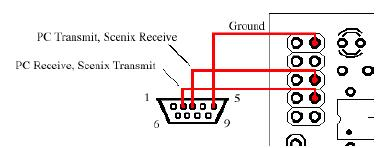 Ground
PC Transmit, Scenix Receive
PC Receive, Scenix Transmit
1
5
6
9